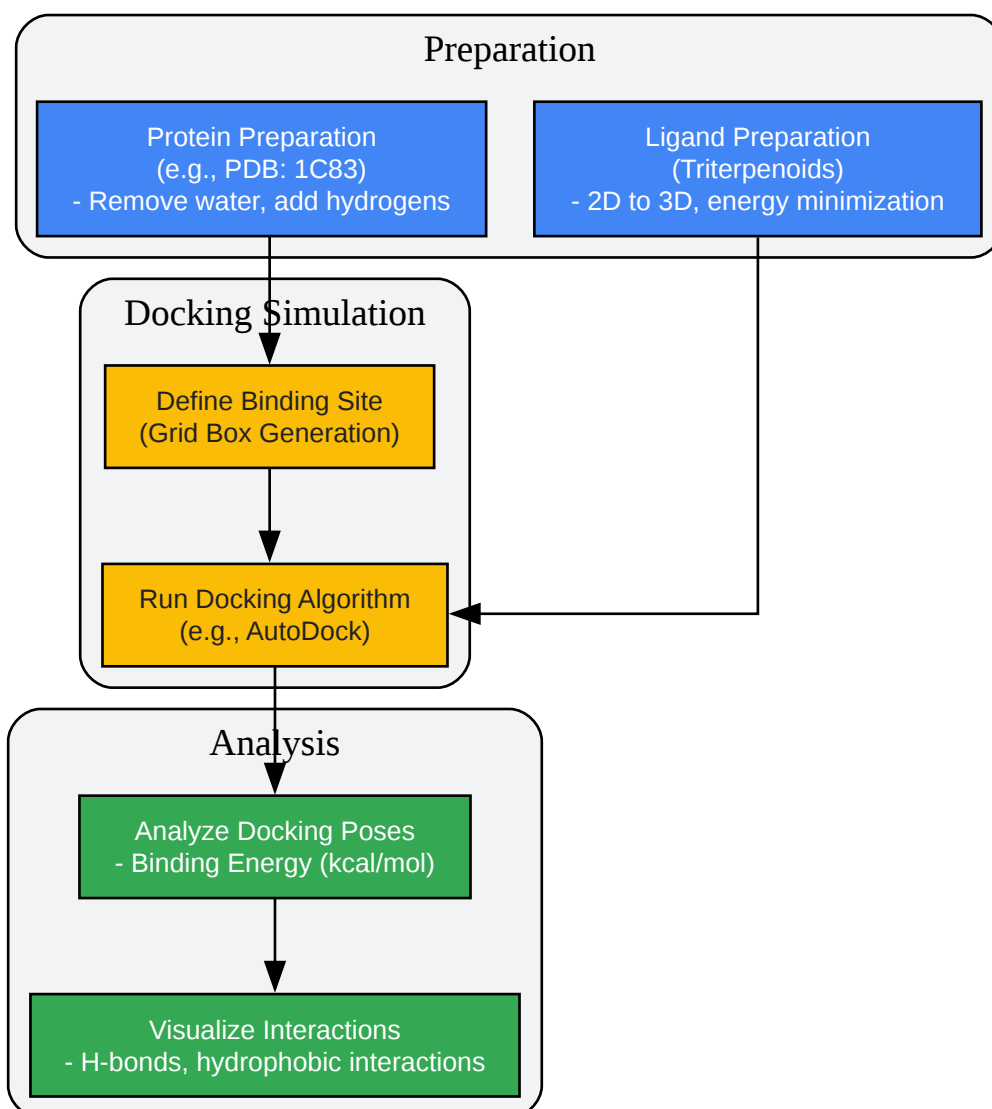 Preparation
Protein Preparation
(e.g., PDB: 1C83)
- Remove water, add hydrogens
Ligand Preparation
(Triterpenoids)
- 2D to 3D, energy minimization
Docking Simulation
Define Binding Site
(Grid Box Generation)
Run Docking Algorithm
(e.g., AutoDock)
Analysis
Analyze Docking Poses
- Binding Energy (kcal/mol)
Visualize Interactions
- H-bonds, hydrophobic interactions